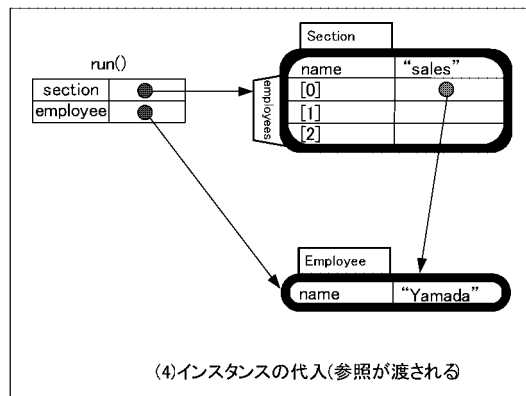 Section
run()
name "sales"
section
[0]
employee
[1]
[2]
employees
Employee
name "Yamada"
(4)インスタンスの代入(参照が渡される)